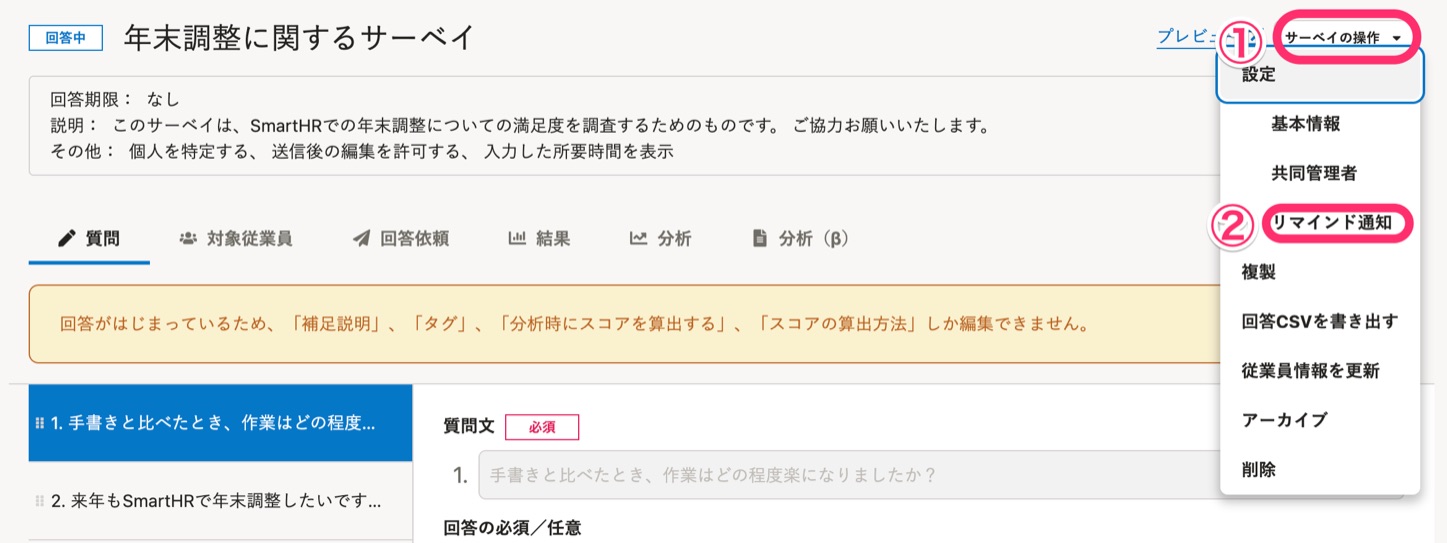 回答中 年末調整に関するサーベイ
プレビュー
① サーベイの操作
回答期限： なし
説明： このサーベイは、SmartHRでの年末調整についての満足度を調査するためのものです。 ご協力お願いいたします。
その他： 個人を特定する、 送信後の編集を許可する、 入力した所要時間を表示
設定
基本情報
共同管理者
② リマインド通知
複製
回答CSVを書き出す
従業員情報を更新
アーカイブ
削除
質問 対象従業員 回答依頼 結果 分析 分析（β）
回答がはじまっているため、「補足説明」、「タグ」、「分析時にスコアを算出する」、「スコアの算出方法」しか編集できません。
1. 手書きと比べたとき、作業はどの程度...
2. 来年もSmartHRで年末調整したいです...
質問文 必須
1. 手書きと比べたとき、作業はどの程度楽になりましたか？
回答の必須／任意